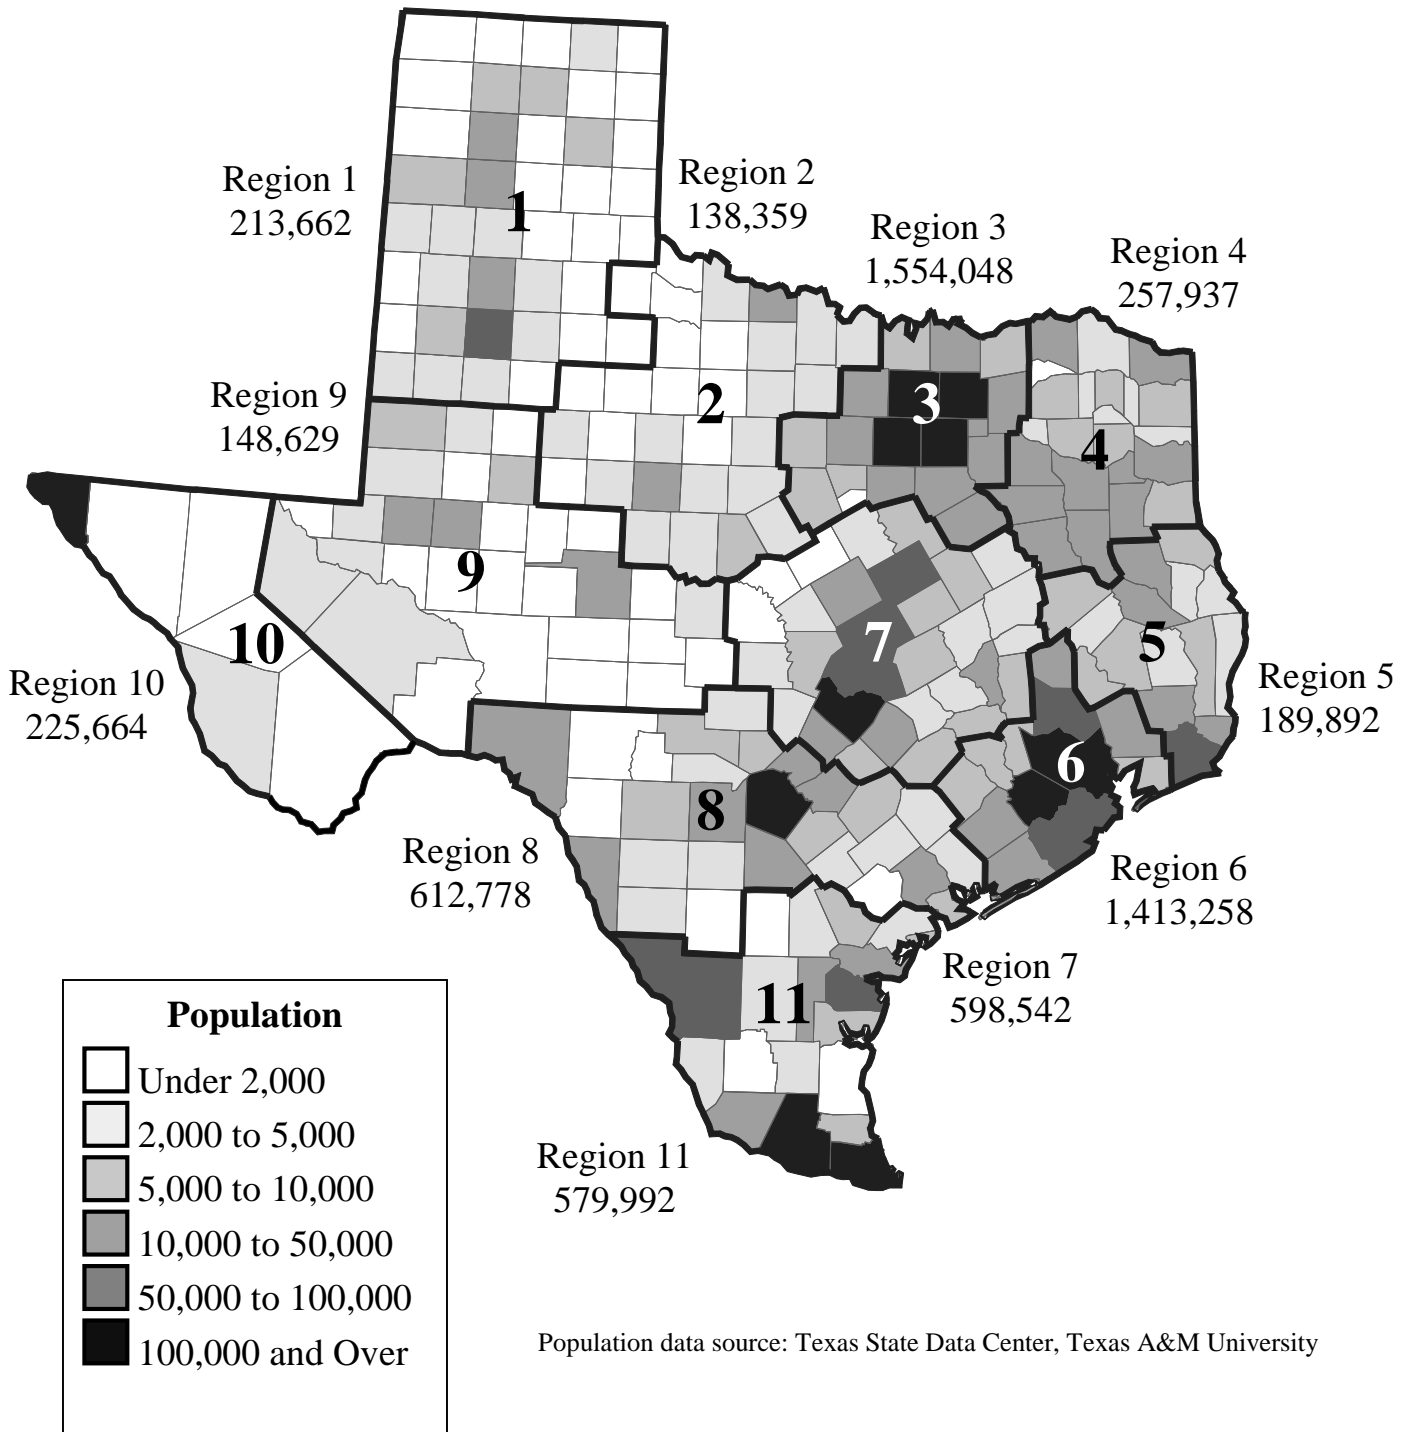 Region 1
213,662
1
Region 2
138,359
Region 3
1,554,048
Region 4
257,937
Region 9
148,629
2
3
4
9
10
7
5
Region 10
225,664
Region 5
189,892
6
8
Region 8
612,778
Region 6
1,413,258
11
Region 7
598,542
Region 11
579,992
Population
Under 2,000
2,000 to 5,000
5,000 to 10,000
10,000 to 50,000
50,000 to 100,000
100,000 and Over
Population data source: Texas State Data Center, Texas A&M University